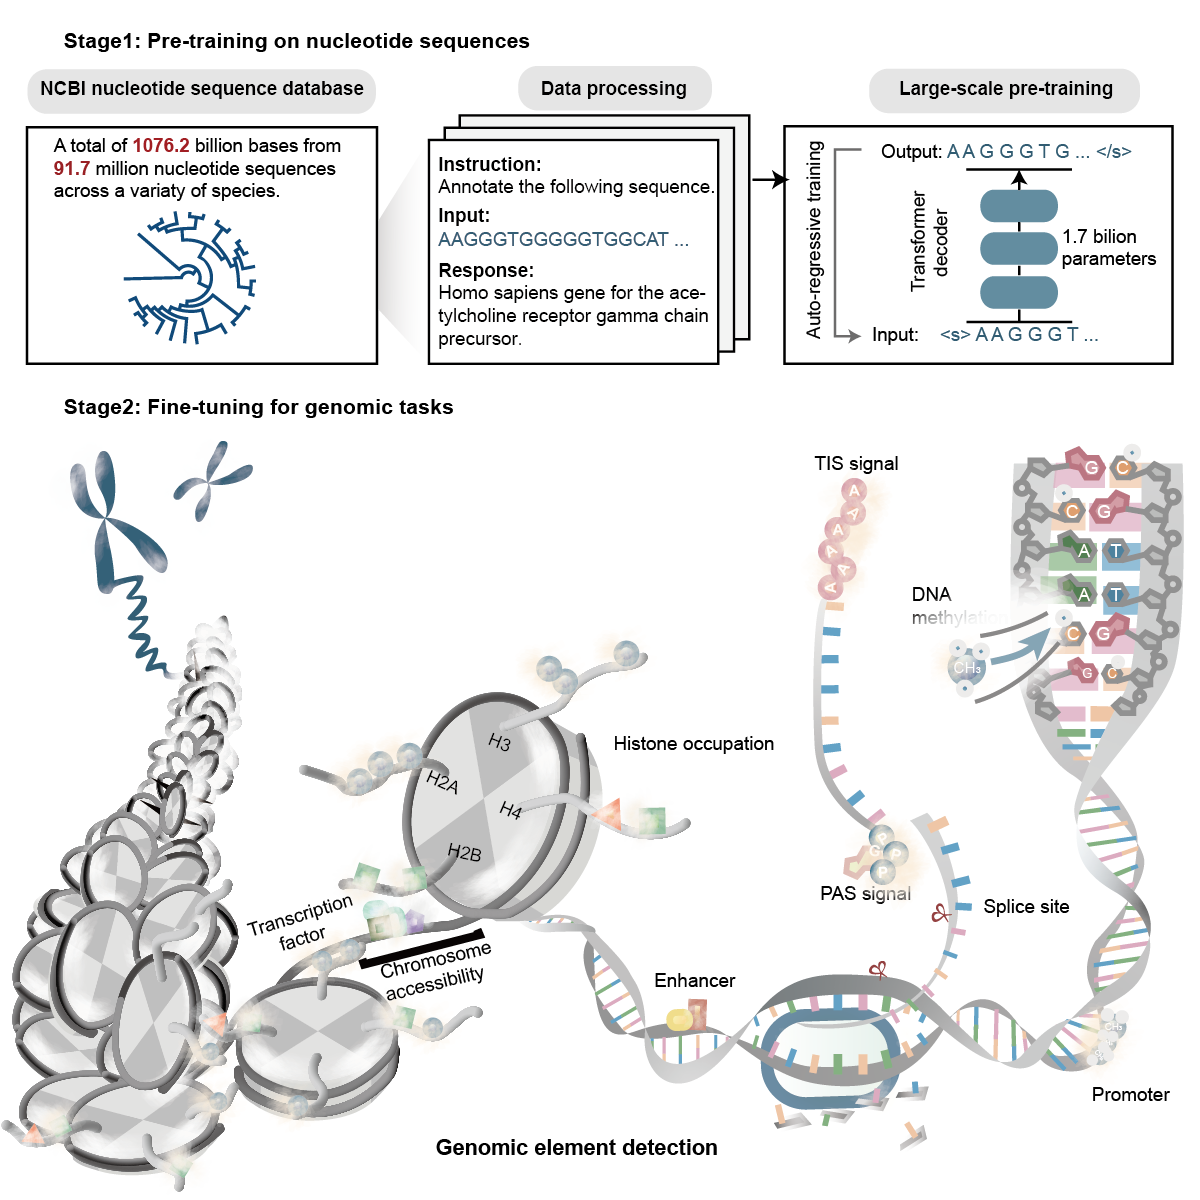 Stage1: Pre-training on nucleotide sequences
NCBI nucleotide sequence database
A total of 1076.2 billion bases from
91.7 million nucleotide sequences
across a variaty of species.
Data processing
Instruction:
Annotate the following sequence.
Input:
AAGGGTGGGGGTGGCAT ...
Response:
Homo sapiens gene for the ace-
tylcholine receptor gamma chain
precursor.
Large-scale pre-training
Auto-regressive training
Output: A A G G G T G ... </s>
Transformer
decoder
1.7 bilion
parameters
Input: <s> A A G G G T ...
Stage2: Fine-tuning for genomic tasks
TIS signal
A
A
A
A
A
A
G C
C G
A T
A T
C G
G C
DNA
methylation
CH₃
H3
H2A
H4
H2B
Histone occupation
P
G P
P
PAS signal
Splice site
Transcription
factor
Chromosome
accessibility
Enhancer
CH₃
Promoter
Genomic element detection